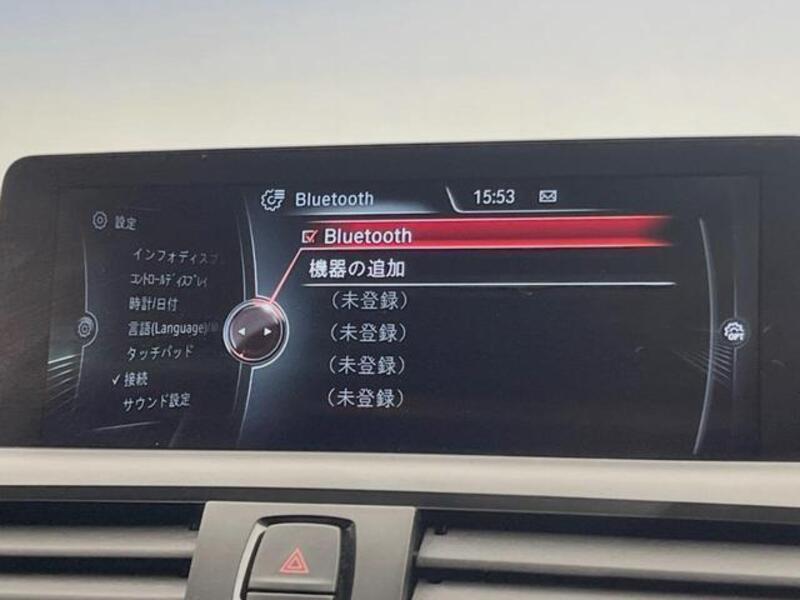 Bluetooth 15:53
設定
Bluetooth
機器の追加
(未登録)
(未登録)
(未登録)
(未登録)
インフォディスプ
コントロールディスプレイ
時計/日付
言語(Language)/
タッチパッド
✓接続
サウンド設定
OPT